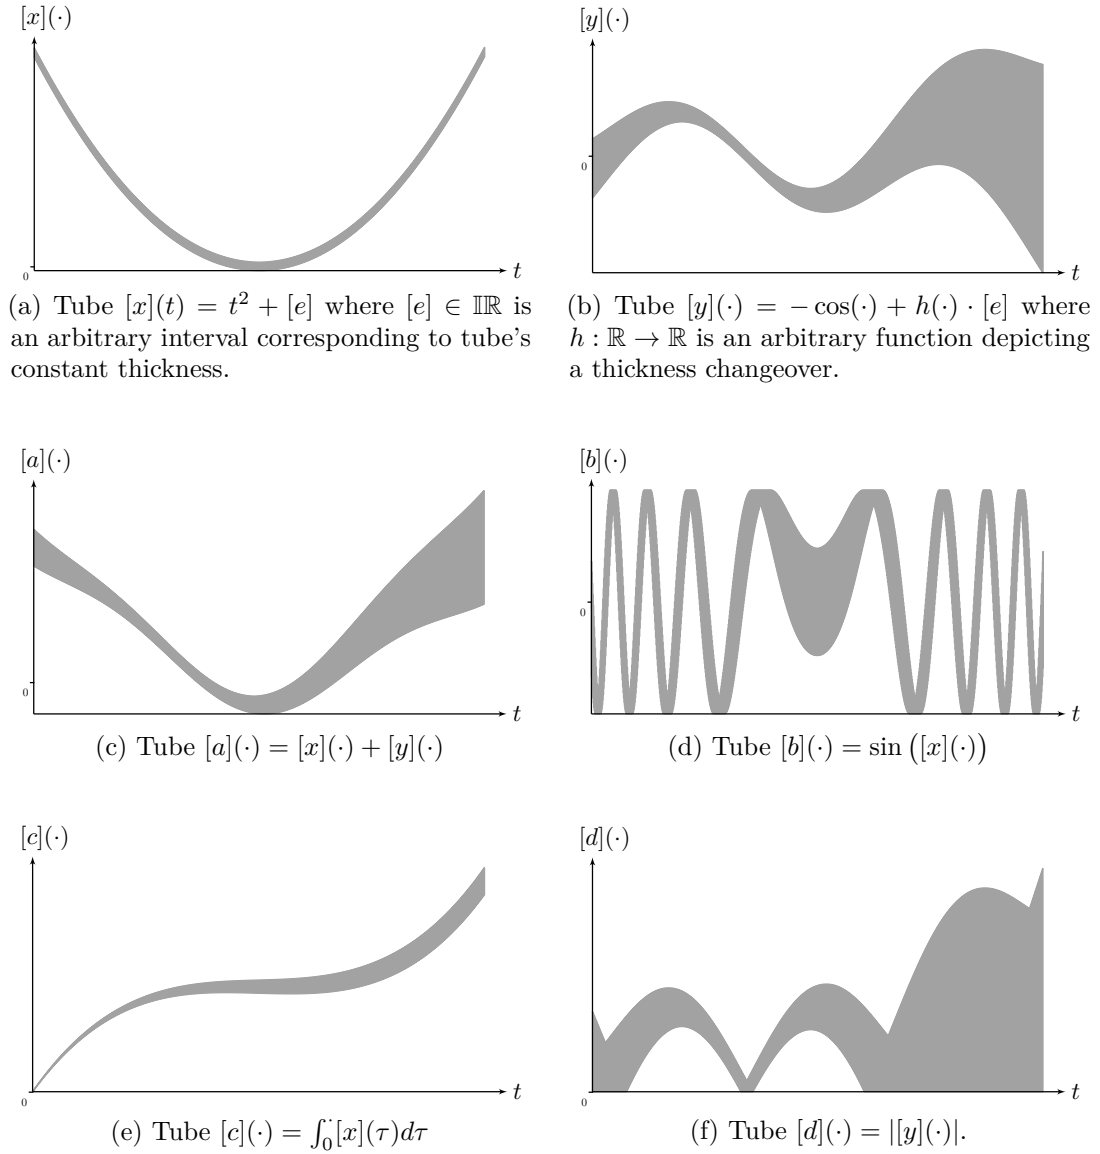 [x](·)
[y](·)
0
t
0
t
(a) Tube [x](t) = t² + [e] where [e] ∈ 𝕀ℝ is
an arbitrary interval corresponding to tube's
constant thickness.
(b) Tube [y](·) = − cos(·) + h(·) · [e] where
h : ℝ → ℝ is an arbitrary function depicting
a thickness changeover.
[a](·)
[b](·)
0
t
0
t
(c) Tube [a](·) = [x](·) + [y](·)
(d) Tube [b](·) = sin ([x](·))
[c](·)
[d](·)
0
t
0
t
(e) Tube [c](·) = ∫₀˙[x](τ)dτ
(f) Tube [d](·) = |[y](·)|.